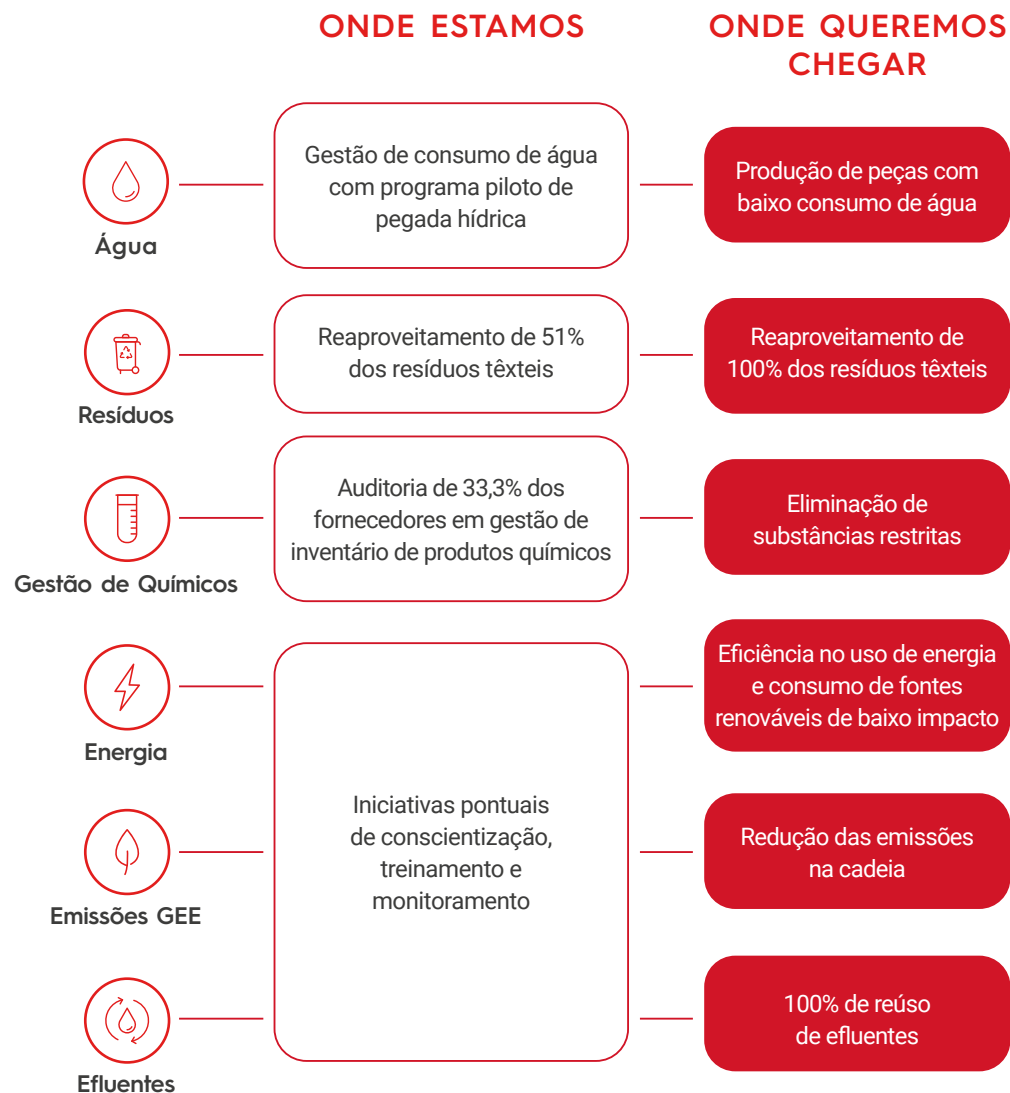 ONDE ESTAMOS
ONDE QUEREMOS
CHEGAR
Água
Gestão de consumo de água
com programa piloto de
pegada hídrica
Produção de peças com
baixo consumo de água
Resíduos
Reaproveitamento de 51%
dos resíduos têxteis
Reaproveitamento de
100% dos resíduos têxteis
Gestão de Químicos
Auditoria de 33,3% dos
fornecedores em gestão de
inventário de produtos químicos
Eliminação de
substâncias restritas
Energia
Iniciativas pontuais
de conscientização,
treinamento e
monitoramento
Eficiência no uso de energia
e consumo de fontes
renováveis de baixo impacto
Emissões GEE
Redução das emissões
na cadeia
Efluentes
100% de reúso
de efluentes